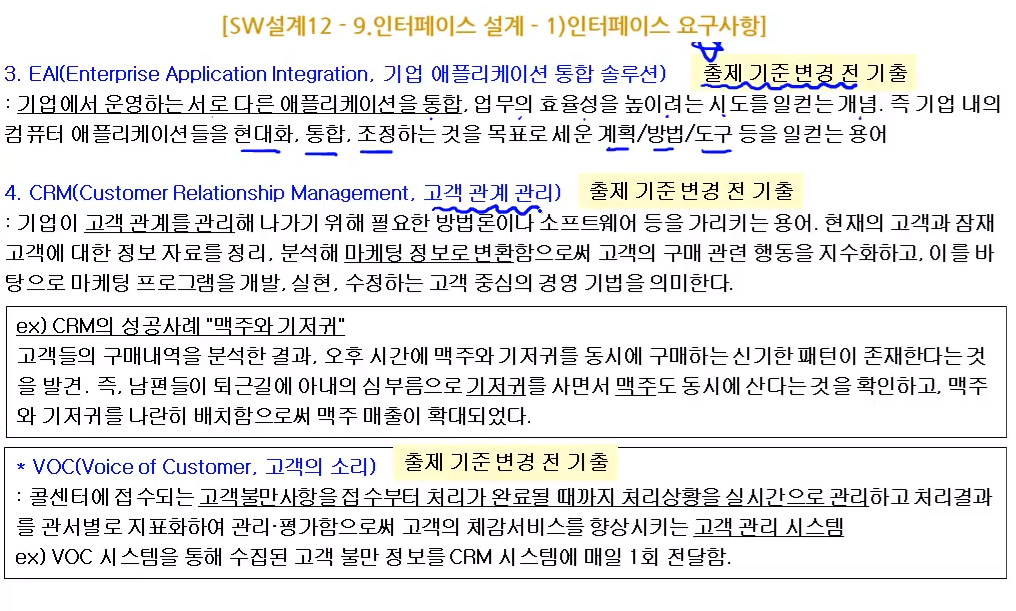 [SW설계12 - 9.인터페이스 설계 - 1)인터페이스 요구사항]
3. EAI(Enterprise Application Integration, 기업 애플리케이션 통합 솔루션) 출제 기준 변경 전 기출
: 기업에서 운영하는 서로 다른 애플리케이션을 통합, 업무의 효율성을 높이려는 시도를 일컫는 개념. 즉 기업 내의
컴퓨터 애플리케이션들을 현대화, 통합, 조정하는 것을 목표로 세운 계획/방법/도구 등을 일컫는 용어
4. CRM(Customer Relationship Management, 고객 관계 관리) 출제 기준 변경 전 기출
: 기업이 고객 관계를 관리해 나가기 위해 필요한 방법론이나 소프트웨어 등을 가리키는 용어. 현재의 고객과 잠재
고객에 대한 정보 자료를 정리, 분석해 마케팅 정보로 변환함으로써 고객의 구매 관련 행동을 지수화하고, 이를 바
탕으로 마케팅 프로그램을 개발, 실현, 수정하는 고객 중심의 경영 기법을 의미한다.
ex) CRM의 성공사례 "맥주와 기저귀"
고객들의 구매내역을 분석한 결과, 오후 시간에 맥주와 기저귀를 동시에 구매하는 신기한 패턴이 존재한다는 것
을 발견. 즉, 남편들이 퇴근길에 아내의 심부름으로 기저귀를 사면서 맥주도 동시에 산다는 것을 확인하고, 맥주
와 기저귀를 나란히 배치함으로써 맥주 매출이 확대되었다.
* VOC(Voice of Customer, 고객의 소리) 출제 기준 변경 전 기출
: 콜센터에 접수되는 고객불만사항을 접수부터 처리가 완료될 때까지 처리상황을 실시간으로 관리하고 처리결과
를 관서별로 지표화하여 관리·평가함으로써 고객의 체감서비스를 향상시키는 고객 관리 시스템
ex) VOC 시스템을 통해 수집된 고객 불만 정보를 CRM 시스템에 매일 1회 전달함.